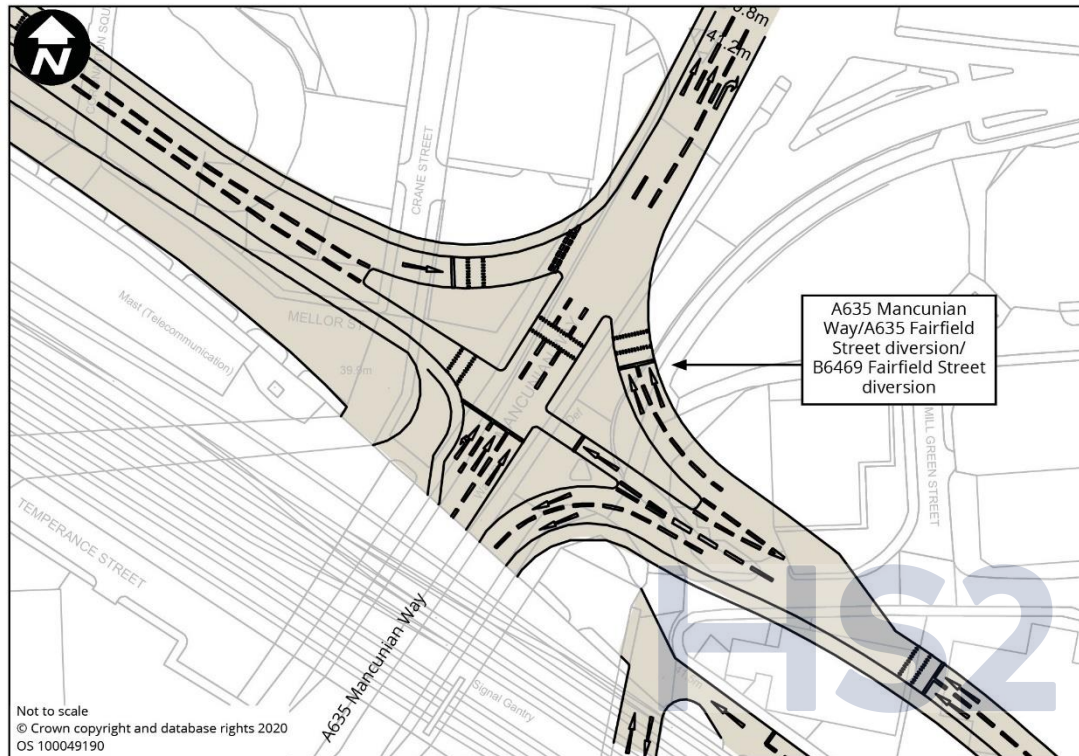 N
41.2m
CRANE STREET
MELLOR ST
Mast (Telecommunication)
39.9m
MANCUNIAN WAY
A635 Mancunian
Way/A635 Fairfield
Street diversion/
B6469 Fairfield Street
diversion
MILL GREEN STREET
TEMPERANCE STREET
A635 Mancunian Way
Signal Gantry
HS2
Not to scale
© Crown copyright and database rights 2020
OS 100049190